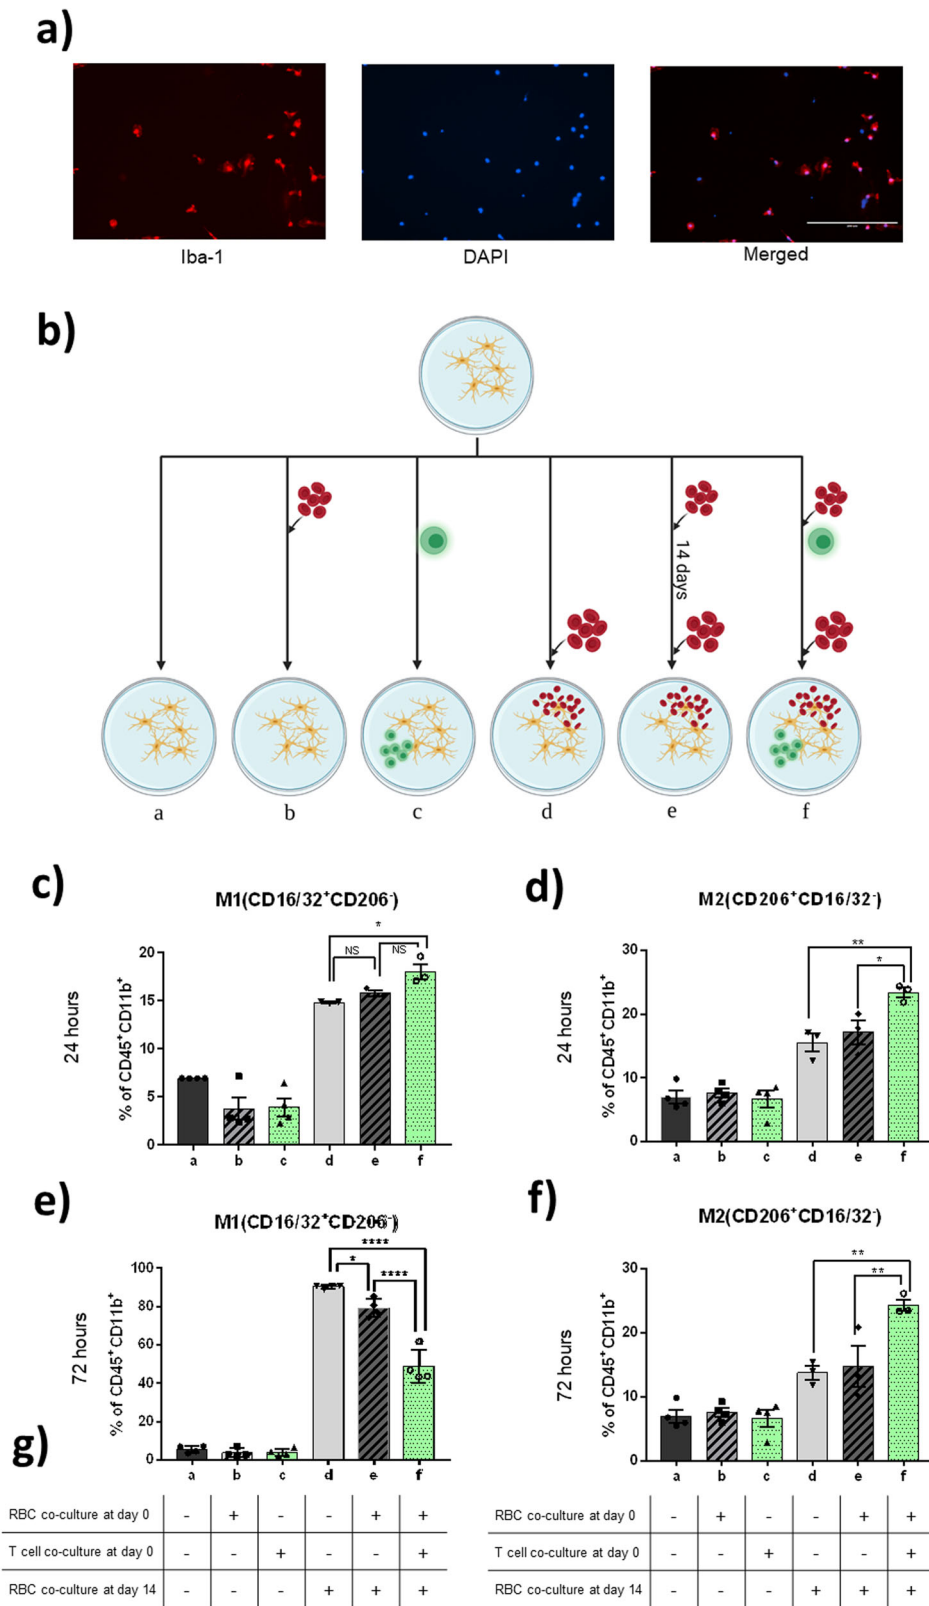 a)
Iba-1 DAPI Merged
b)
14 days
a b c d e f
c)
M1(CD16/32⁺CD206⁻)
24 hours
% of CD45⁺CD11b⁺
20
15
10
5
0
*
NS NS
a b c d e f
d)
M2(CD206⁺CD16/32⁻)
24 hours
% of CD45⁺CD11b⁺
30
20
10
0
**
*
a b c d e f
e)
M1(CD16/32⁺CD206⁻)
72 hours
% of CD45⁺CD11b⁺
100
80
60
40
20
0
****
* ****
a b c d e f
f)
M2(CD206⁺CD16/32⁻)
72 hours
% of CD45⁺CD11b⁺
30
20
10
0
**
**
a b c d e f
g)
RBC co-culture at day 0 - + - - + +
T cell co-culture at day 0 - - + - - +
RBC co-culture at day 14 - - - + + +
RBC co-culture at day 0 - + - - + +
T cell co-culture at day 0 - - + - - +
RBC co-culture at day 14 - - - + + +